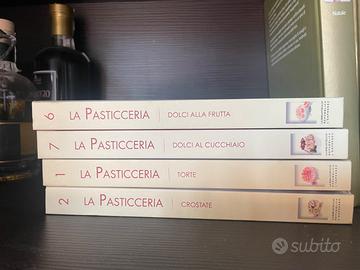 6 LA PASTICCERIA DOLCI ALLA FRUTTA
7 LA PASTICCERIA DOLCI AL CUCCHIAIO
1 LA PASTICCERIA TORTE
2 LA PASTICCERIA CROSTATE
subito